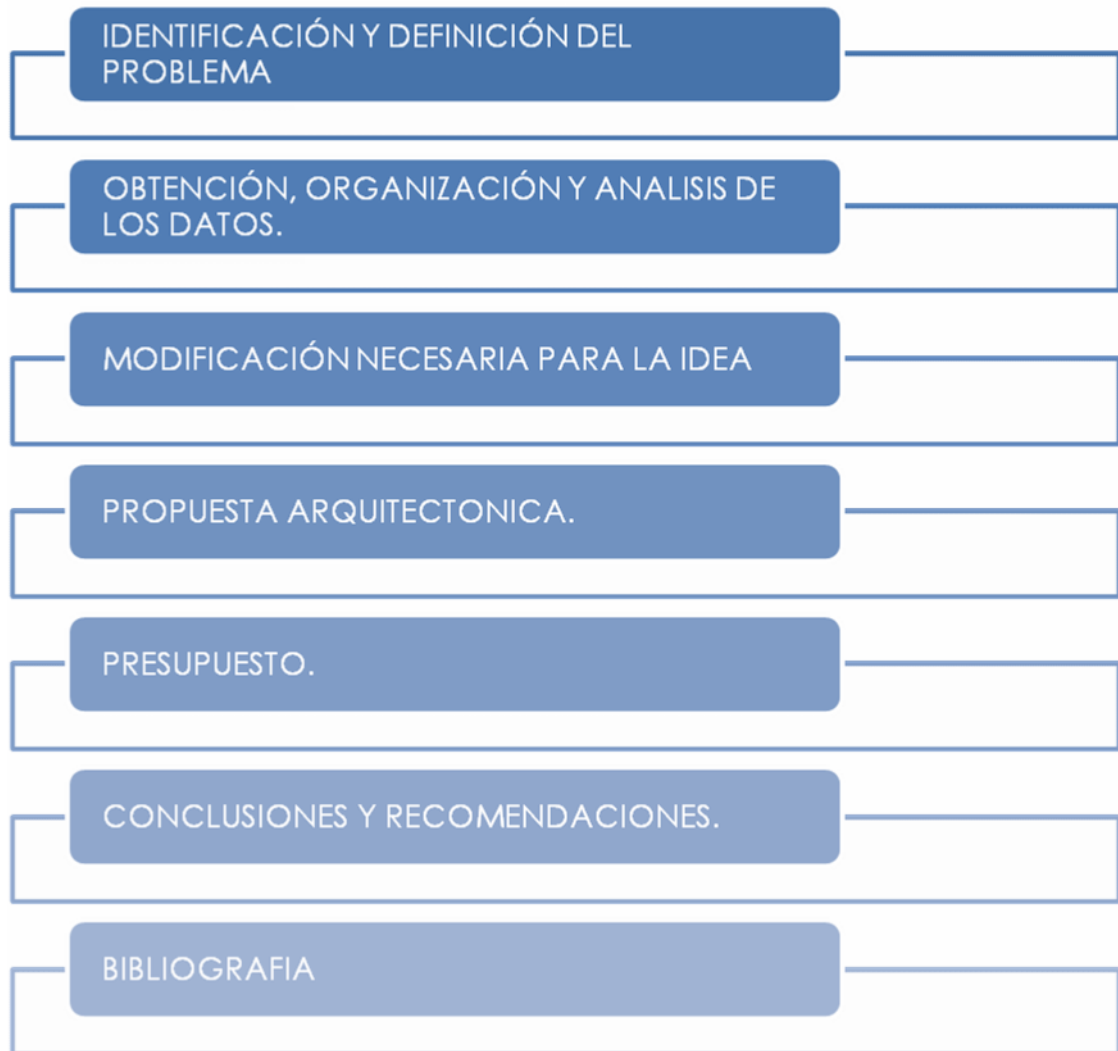 IDENTIFICACIÓN Y DEFINICIÓN DEL
PROBLEMA
OBTENCIÓN, ORGANIZACIÓN Y ANALISIS DE
LOS DATOS.
MODIFICACIÓN NECESARIA PARA LA IDEA
PROPUESTA ARQUITECTONICA.
PRESUPUESTO.
CONCLUSIONES Y RECOMENDACIONES.
BIBLIOGRAFIA